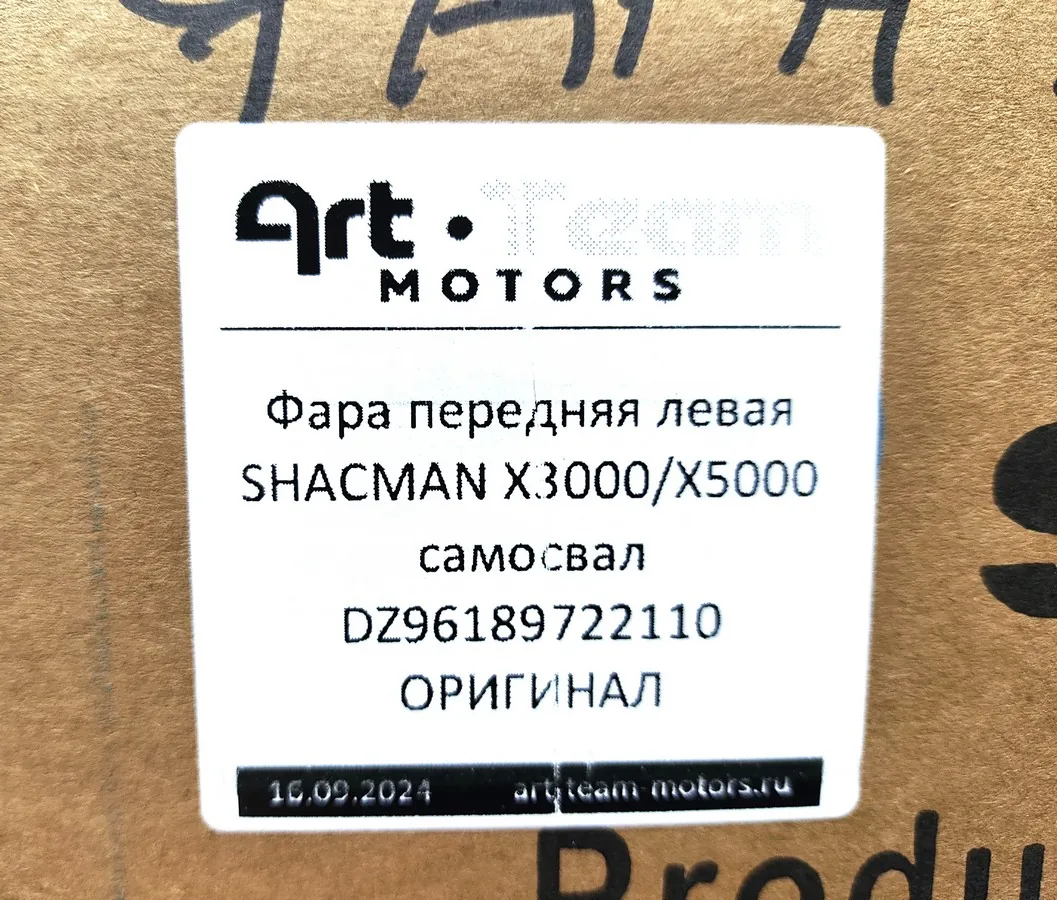 Art • Team
MOTORS
Фара передняя левая
SHACMAN X3000/X5000
самосвал
DZ96189722110
ОРИГИНАЛ
16.09.2024 art-team-motors.ru